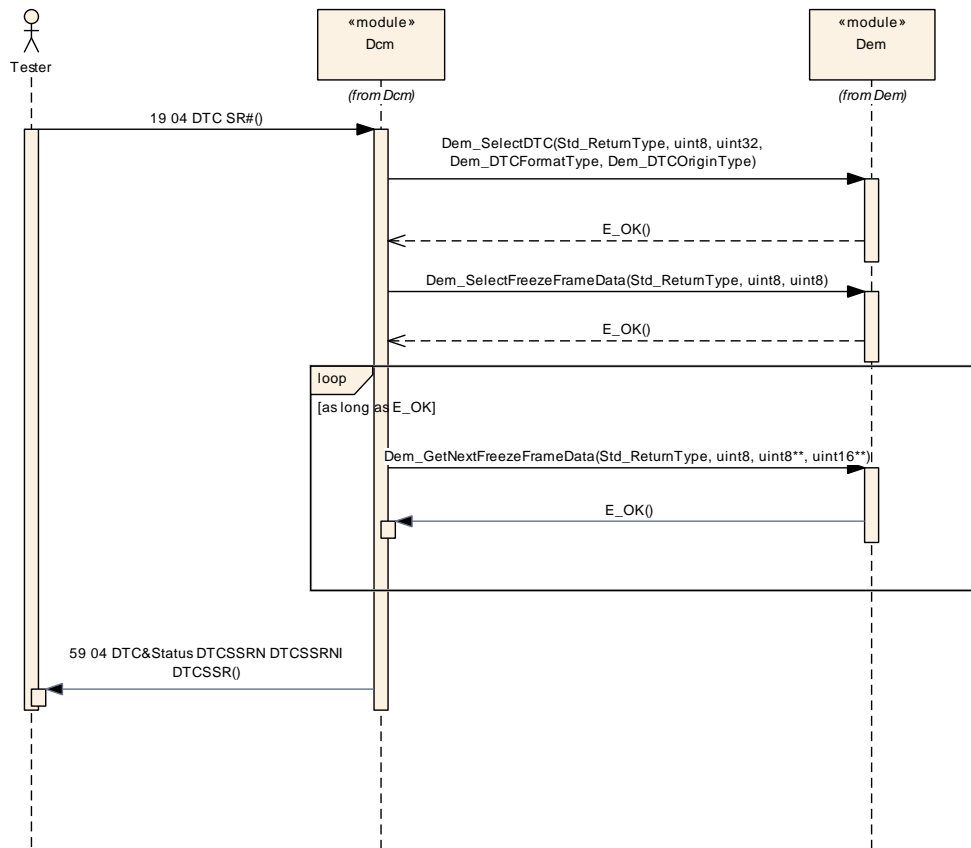 «module»
Dcm
(from Dcm)
«module»
Dem
(from Dem)
Tester
19 04 DTC SR#()
Dem_SelectDTC(Std_ReturnType, uint8, uint32,
Dem_DTCFormatType, Dem_DTCOriginType)
E_OK()
Dem_SelectFreezeFrameData(Std_ReturnType, uint8, uint8)
E_OK()
loop
[as long as E_OK]
Dem_GetNextFreezeFrameData(Std_ReturnType, uint8, uint8**, uint16**)
E_OK()
59 04 DTC&Status DTCSSRN DTCSSRNI
DTCSSR()